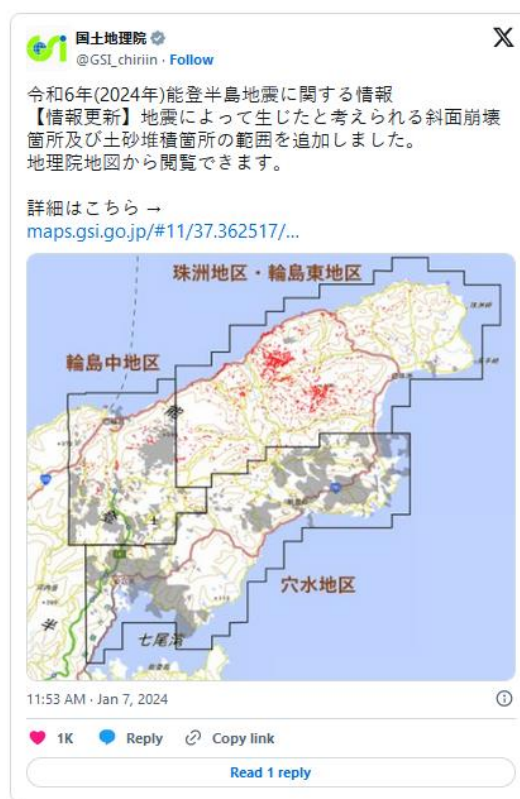 国土地理院
@GSI_chiriin · Follow
令和6年(2024年)能登半島地震に関する情報
【情報更新】地震によって生じたと考えられる斜面崩壊
箇所及び土砂堆積箇所の範囲を追加しました。
地理院地図から閲覧できます。
詳細はこちら →
maps.gsi.go.jp/#11/37.362517/...
珠洲地区・輪島東地区
輪島中地区
能
穴水地区
半
七尾湾
11:53 AM · Jan 7, 2024
1K
Reply
Copy link
Read 1 reply